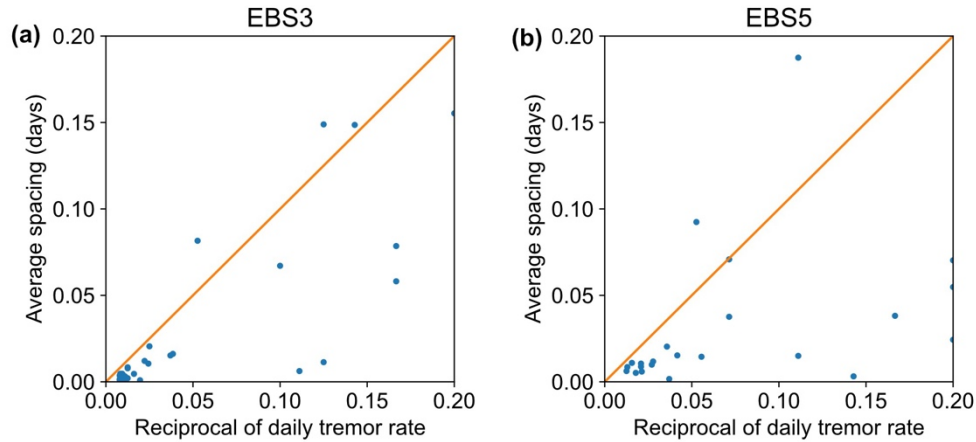 EBS3
(a)
0.20
0.15
0.10
0.05
0.00
Average spacing (days)
0.00 0.05 0.10 0.15 0.20
Reciprocal of daily tremor rate
EBS5
(b)
0.20
0.15
0.10
0.05
0.00
Average spacing (days)
0.00 0.05 0.10 0.15 0.20
Reciprocal of daily tremor rate